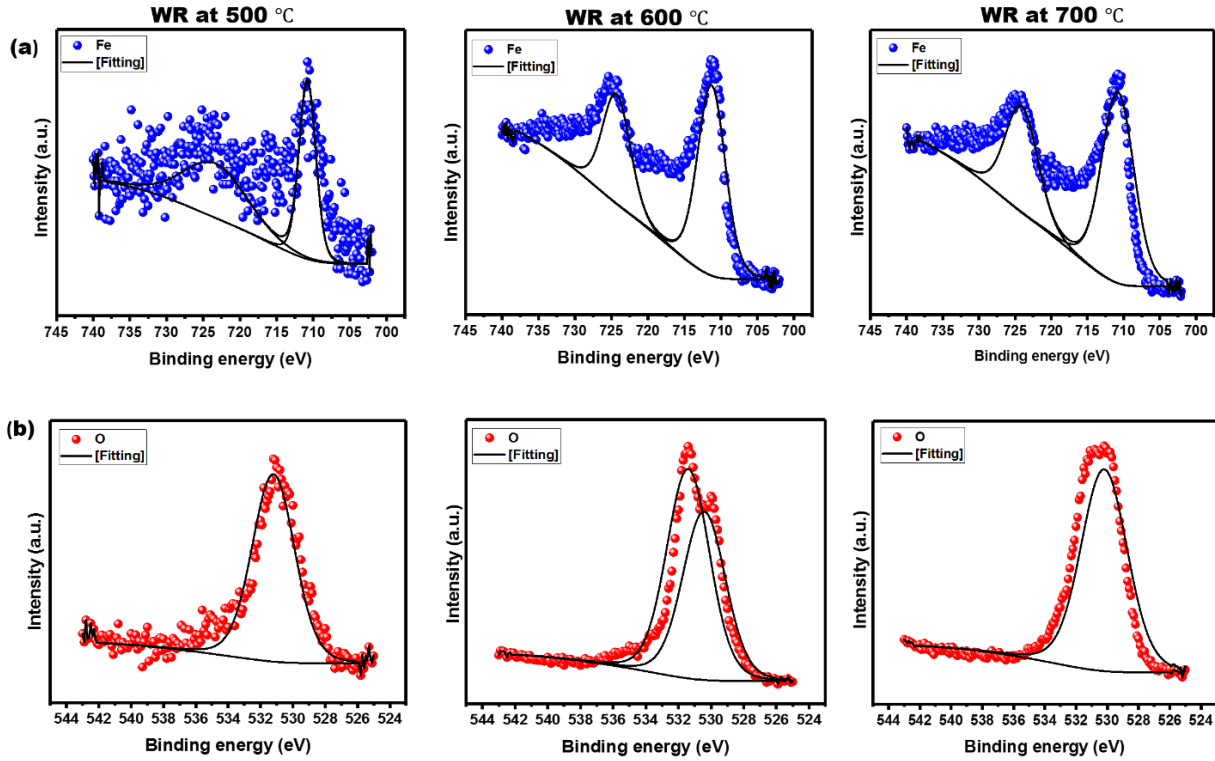 WR at 500 °C
WR at 600 °C
WR at 700 °C
(a)
Fe
[Fitting]
Intensity (a.u.)
745 740 735 730 725 720 715 710 705 700
Binding energy (eV)
Fe
[Fitting]
Intensity (a.u.)
745 740 735 730 725 720 715 710 705 700
Binding energy (eV)
Fe
[Fitting]
Intensity (a.u.)
745 740 735 730 725 720 715 710 705 700
Binding energy (eV)
(b)
O
[Fitting]
Intensity (a.u.)
544 542 540 538 536 534 532 530 528 526 524
Binding energy (eV)
O
[Fitting]
Intensity (a.u.)
544 542 540 538 536 534 532 530 528 526 524
Binding energy (eV)
O
[Fitting]
Intensity (a.u.)
544 542 540 538 536 534 532 530 528 526 524
Binding energy (eV)